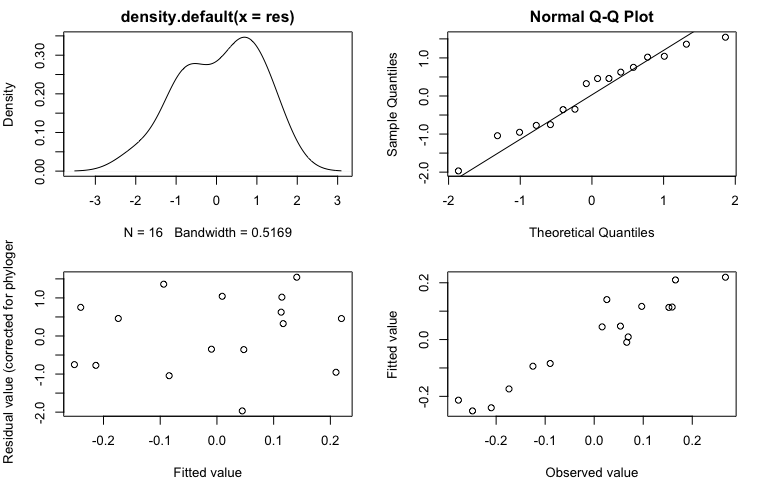 density.default(x = res)
Density
0.00 0.10 0.20 0.30
-3 -2 -1 0 1 2 3
N = 16 Bandwidth = 0.5169
Normal Q-Q Plot
Sample Quantiles
-2.0 -1.0 0.0 1.0
-2 -1 0 1 2
Theoretical Quantiles
Residual value (corrected for phyloger
-2.0 -1.0 0.0 1.0
-0.2 -0.1 0.0 0.1 0.2
Fitted value
Fitted value
-0.2 0.0 0.2
-0.2 -0.1 0.0 0.1 0.2
Observed value